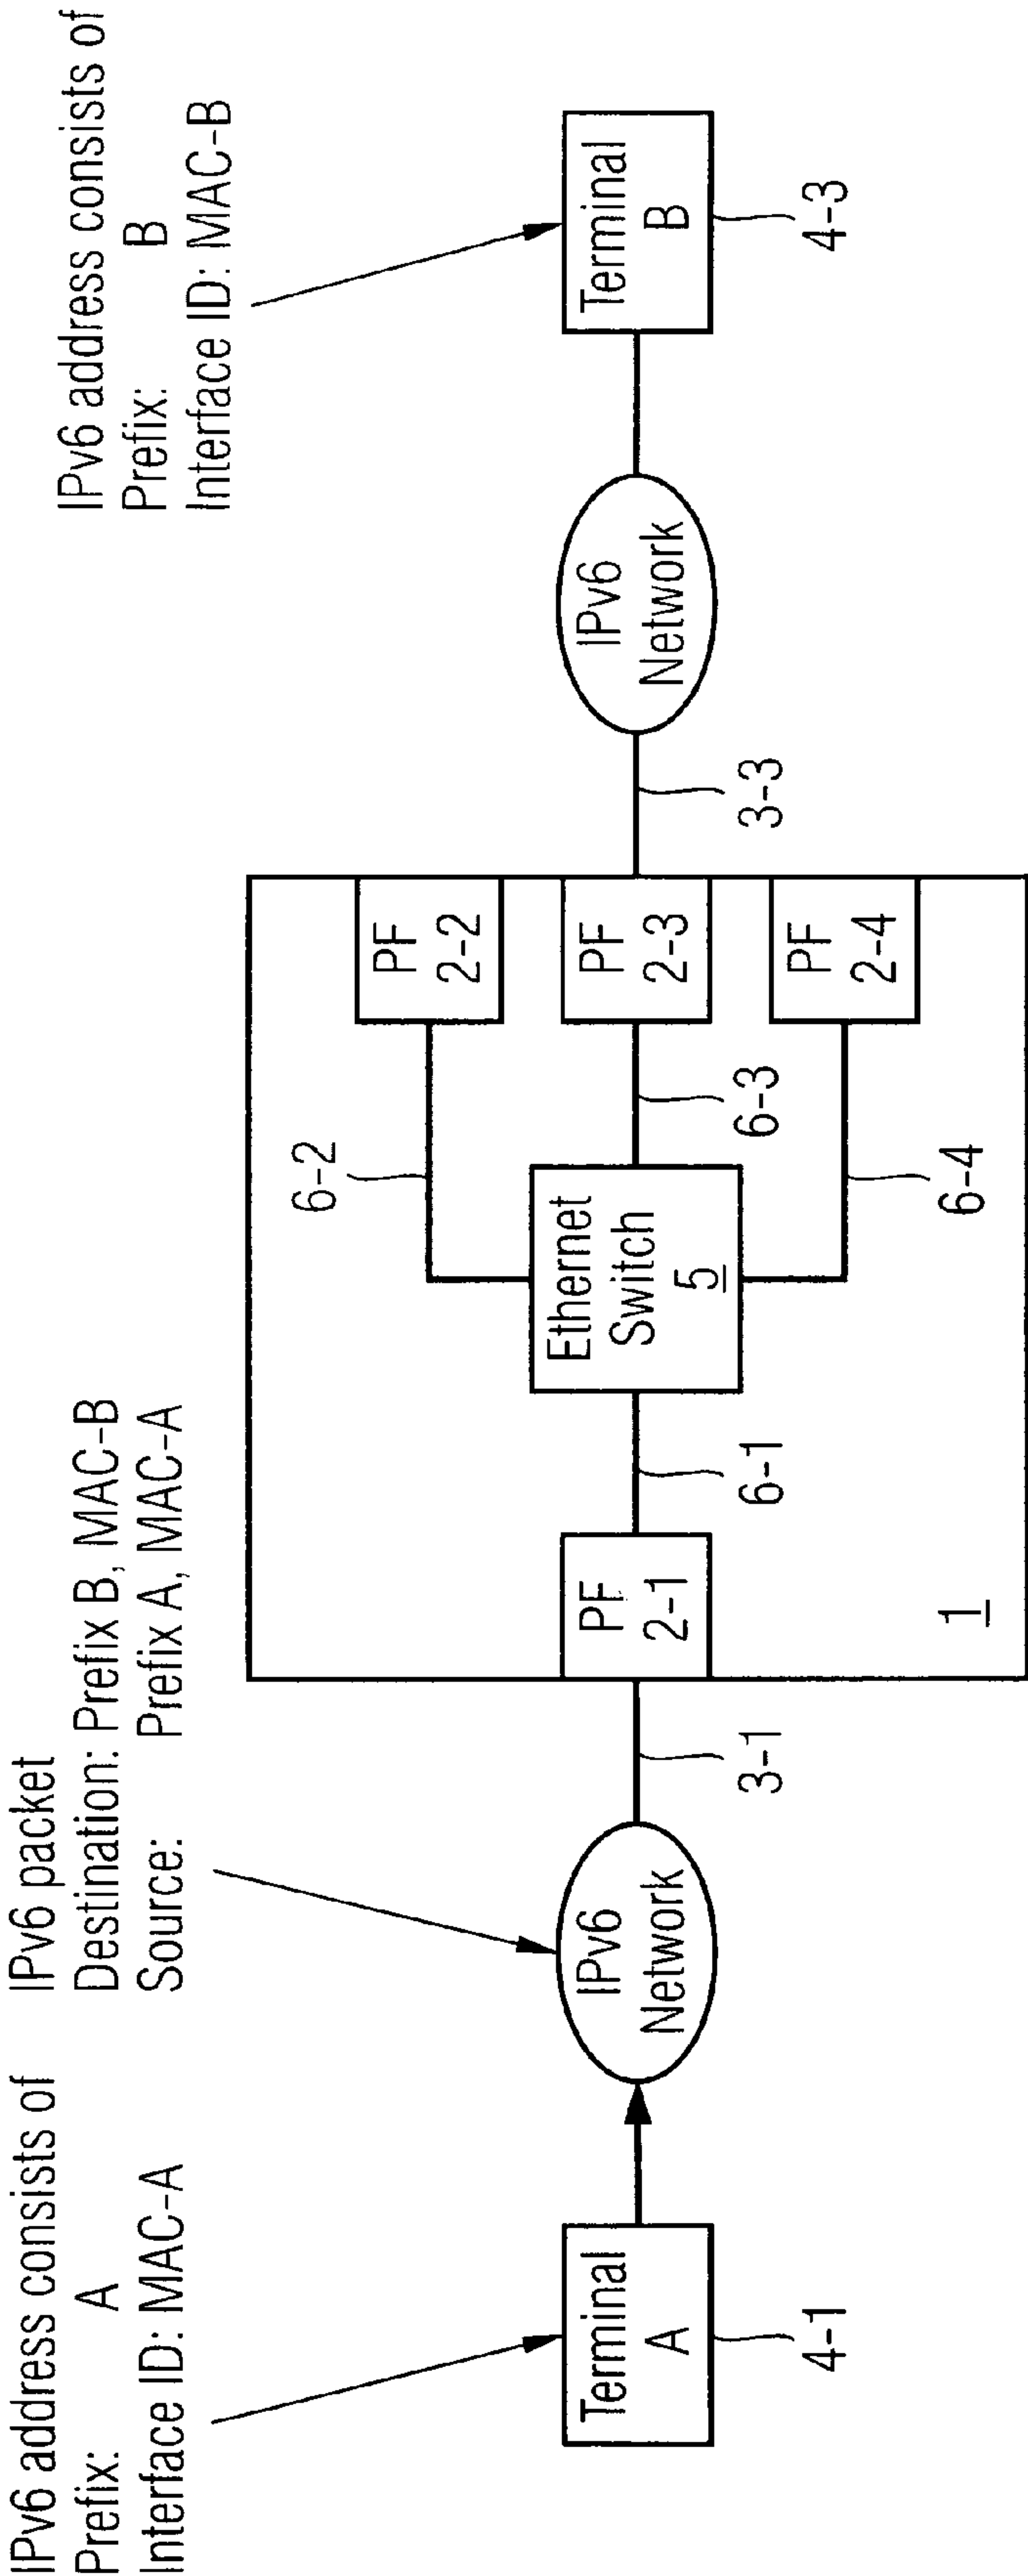 IPv6 address consists of
Prefix: A
Interface ID: MAC-A
IPv6 packet
Destination: Prefix B, MAC-B
Source: Prefix A, MAC-A
IPv6 address consists of
Prefix: B
Interface ID: MAC-B
Terminal
A
4-1
IPv6
Network
3-1
PF
2-1
6-1
Ethernet
Switch
5
6-2
6-3
6-4
PF
2-2
PF
2-3
PF
2-4
1
3-3
IPv6
Network
Terminal
B
4-3